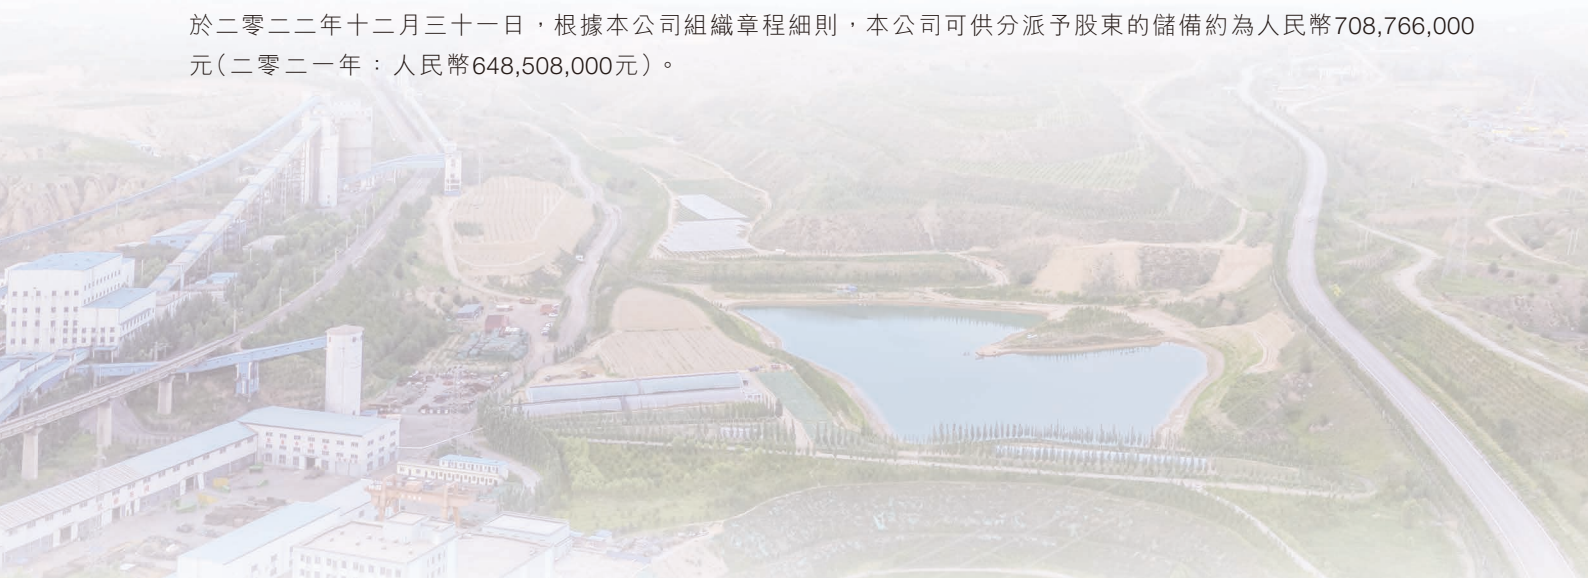 於二零二二年十二月三十一日，根據本公司組織章程細則，本公司可供分派予股東的儲備約為人民幣708,766,000
元（二零二一年：人民幣648,508,000元）。